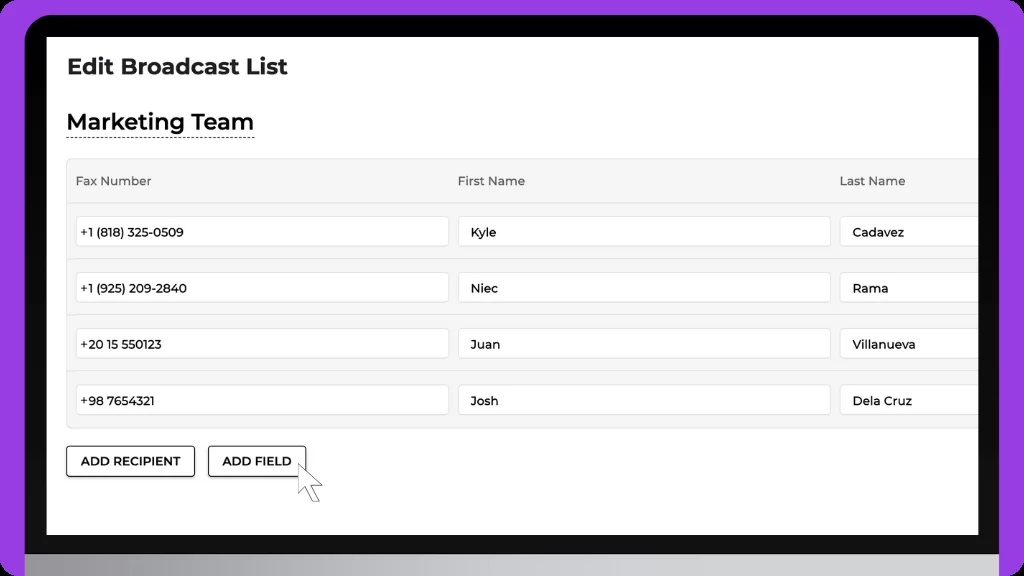 Edit Broadcast List
Marketing Team
Fax Number First Name Last Name
+1 (818) 325-0509 Kyle Cadavez
+1 (925) 209-2840 Niec Rama
+20 15 550123 Juan Villanueva
+98 7654321 Josh Dela Cruz
ADD RECIPIENT ADD FIELD